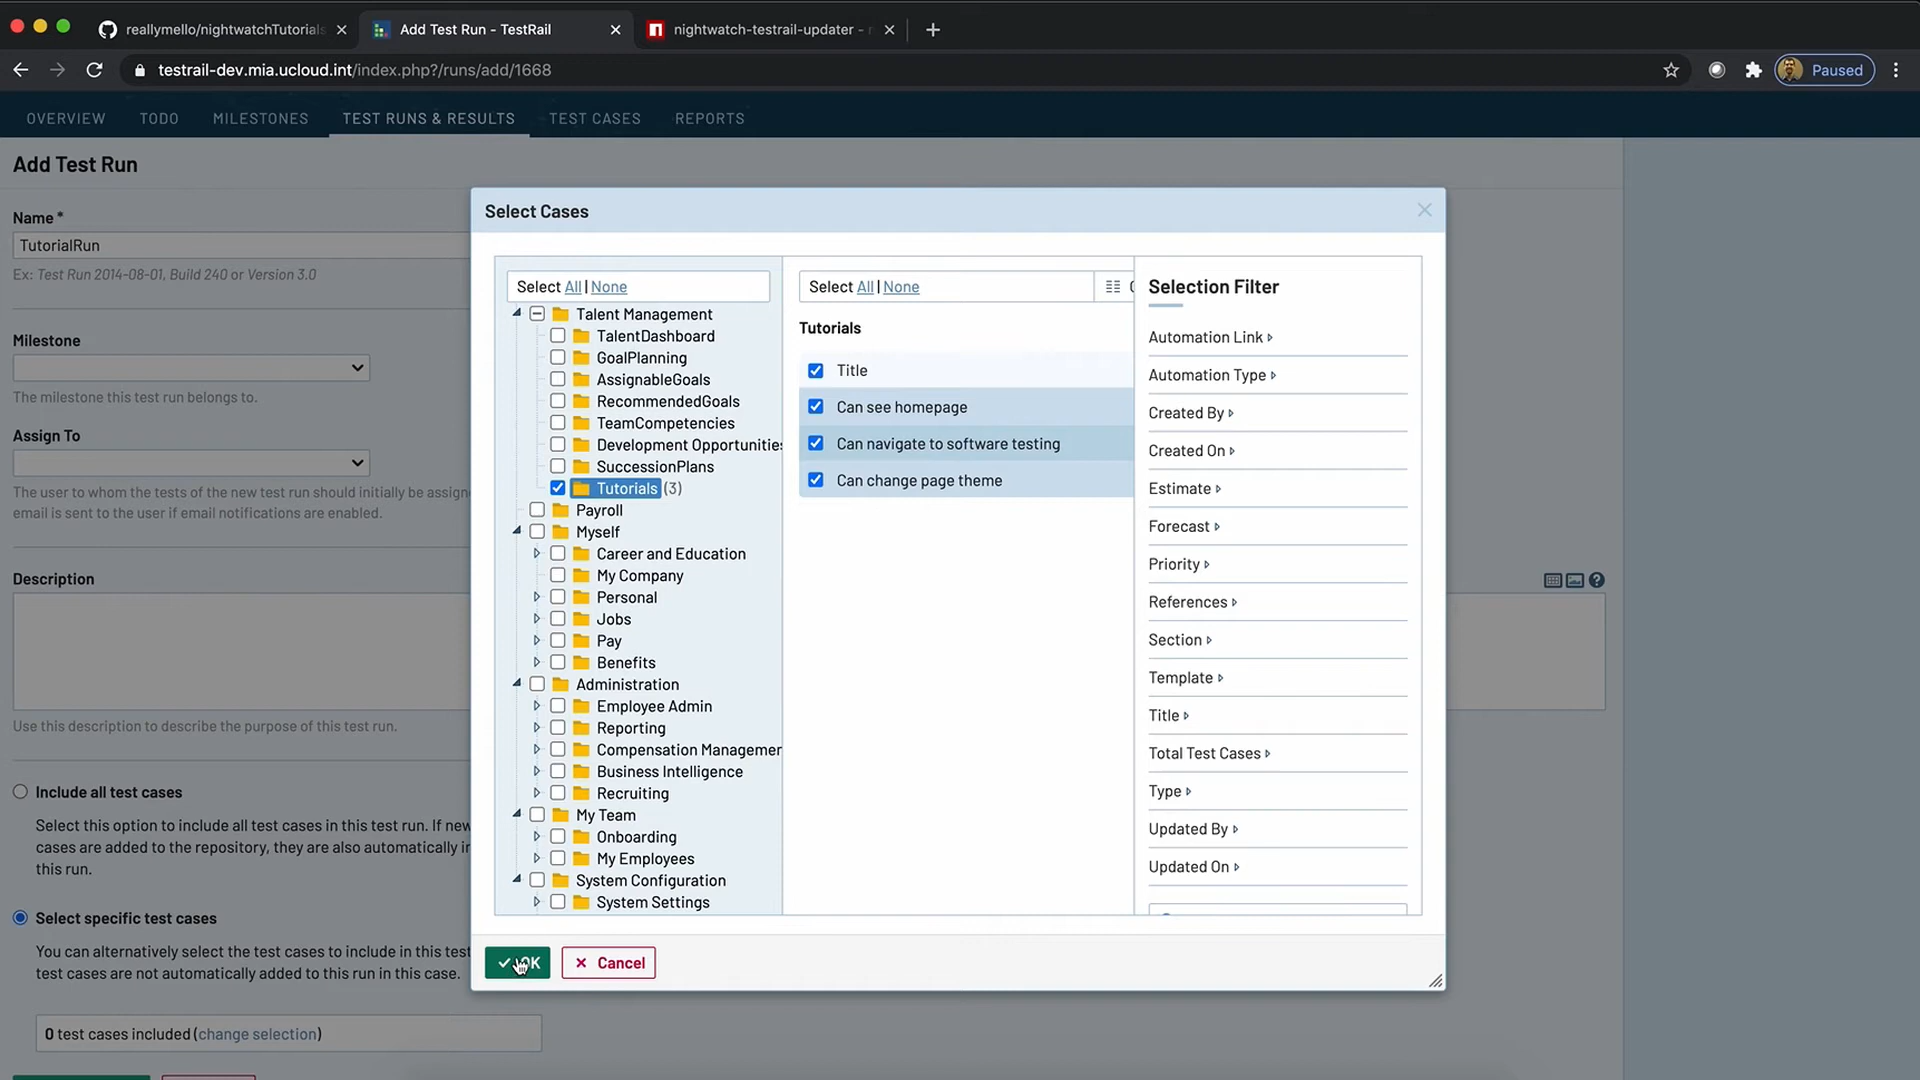 reallymello/nightwatchTutorials
Add Test Run - TestRail
nightwatch-testrail-updater -
testrail-dev.mia.ucloud.int/index.php?/runs/add/1668
Paused
OVERVIEW TODO MILESTONES TEST RUNS & RESULTS TEST CASES REPORTS
Add Test Run
Name *
TutorialRun
Ex: Test Run 2014-08-01, Build 240 or Version 3.0
Milestone
The milestone this test run belongs to.
Assign To
The user to whom the tests of the new test run should initially be
email is sent to the user if email notifications are enabled.
Description
Use this description to describe the purpose of this test run.
Include all test cases
Select this option to include all test cases in this test run. If new
cases are added to the repository, they are also automatically
this run.
Select specific test cases
You can alternatively select the test cases to include in this test
test cases are not automatically added to this run in this case.
0 test cases included (change selection)
Select Cases
Select All | None
Talent Management
TalentDashboard
GoalPlanning
AssignableGoals
RecommendedGoals
TeamCompetencies
Development Opportunities
SuccessionPlans
Tutorials (3)
Payroll
Myself
Career and Education
My Company
Personal
Jobs
Pay
Benefits
Administration
Employee Admin
Reporting
Compensation Managemen
Business Intelligence
Recruiting
My Team
Onboarding
My Employees
System Configuration
System Settings
Select All | None
Tutorials
Title
Can see homepage
Can navigate to software testing
Can change page theme
Selection Filter
Automation Link
Automation Type
Created By
Created On
Estimate
Forecast
Priority
References
Section
Template
Title
Total Test Cases
Type
Updated By
Updated On
OK
Cancel